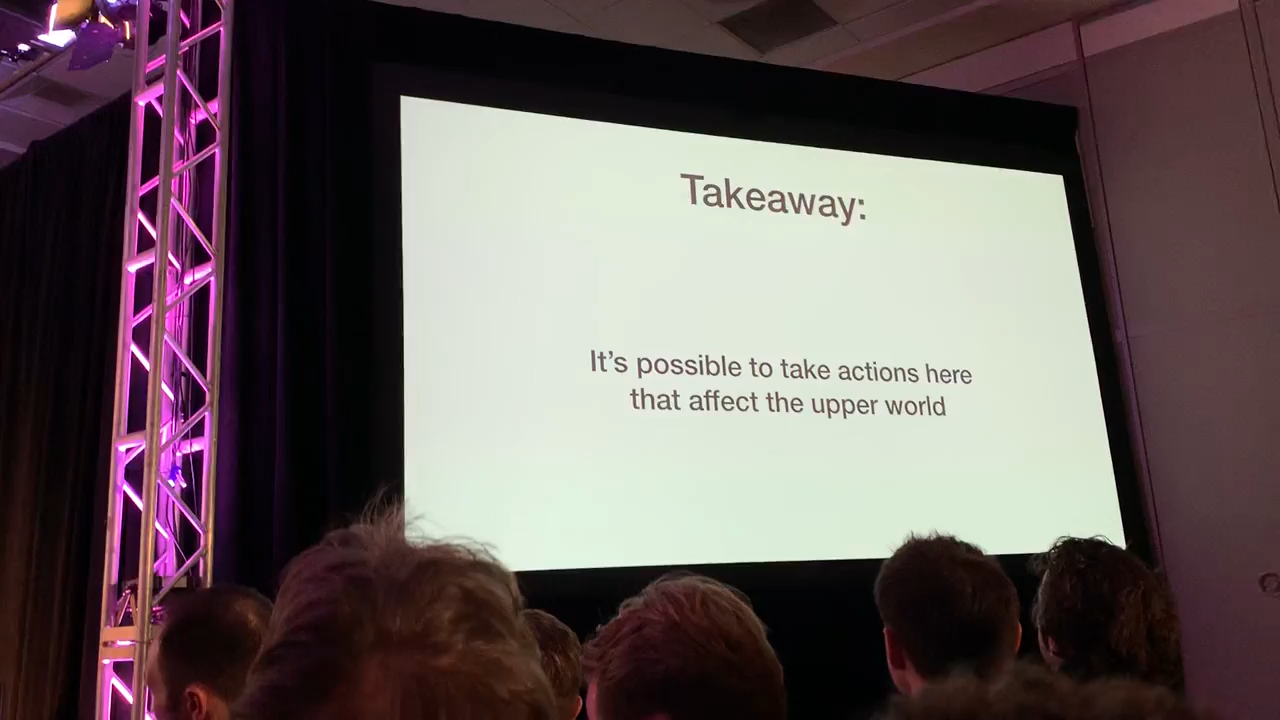 Takeaway:
It’s possible to take actions here
that affect the upper world